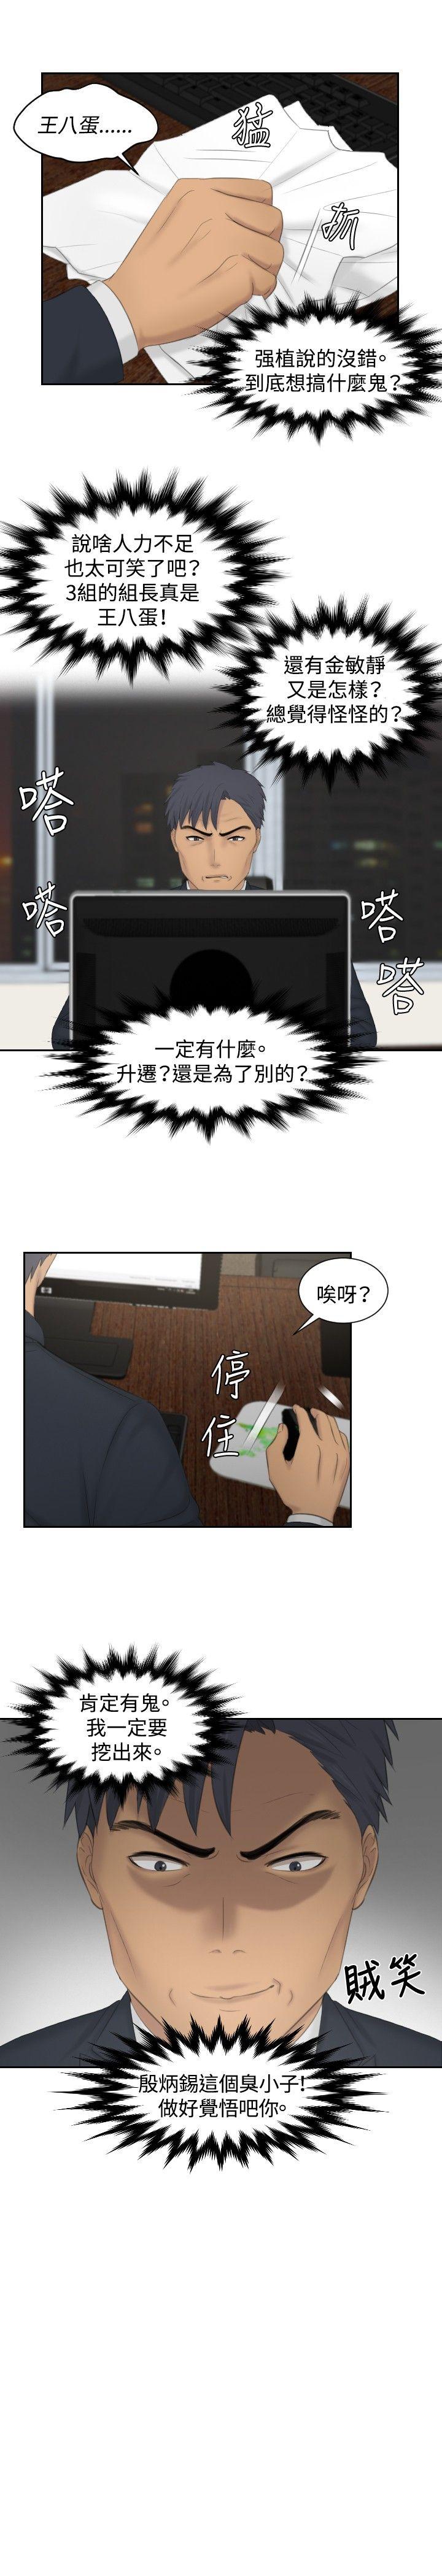 王八蛋......
猛
抓
强植說的沒錯。
到底想搞什麼鬼？
說啥人力不足
也太可笑了吧？
3組的組長真是
王八蛋！
還有金敏靜
又是怎樣？
總覺得怪怪的？
嗒
嗒
嗒
嗒
一定有什麼。
升遷？還是為了別的？
唉呀？
停
住
肯定有鬼。
我一定要
挖出來。
賊笑
殷炳錫這個臭小子！
做好覺悟吧你。